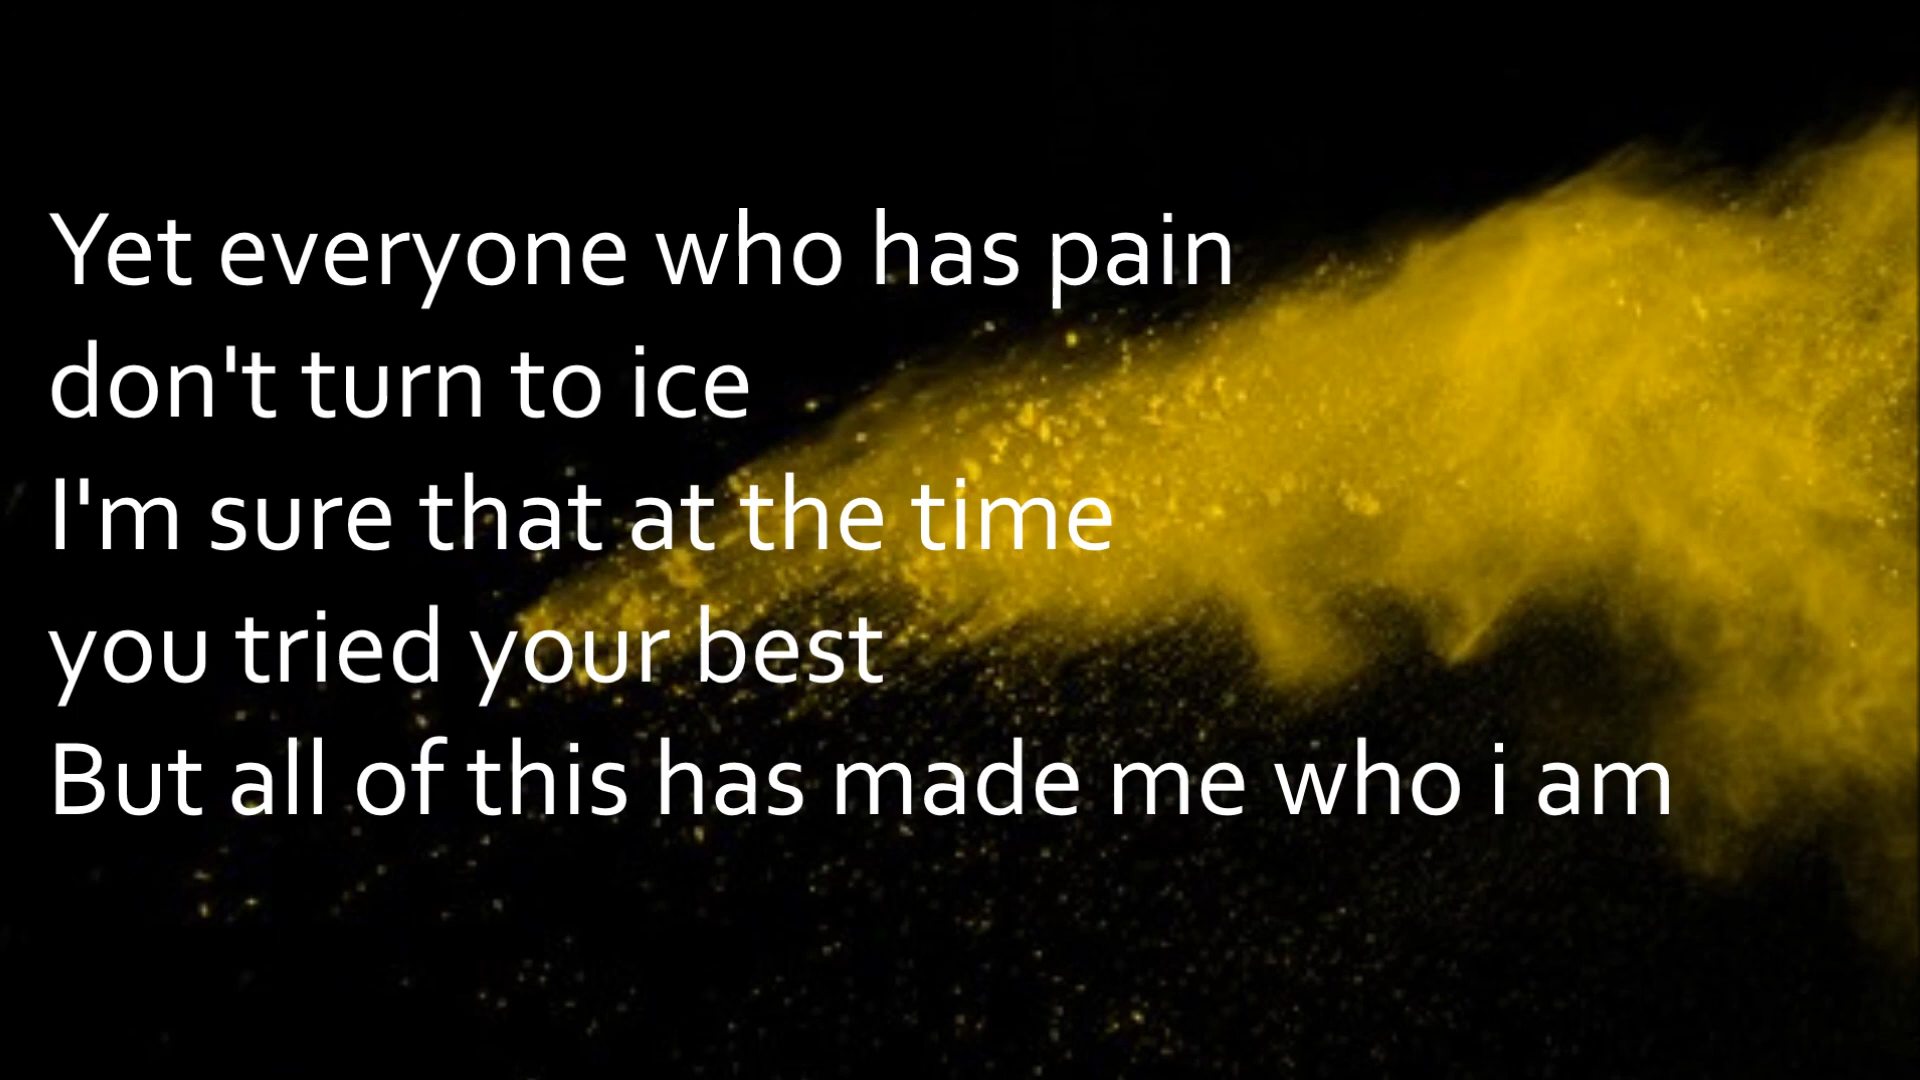 Yet everyone who has pain
don't turn to ice
I'm sure that at the time
you tried your best
But all of this has made me who i am